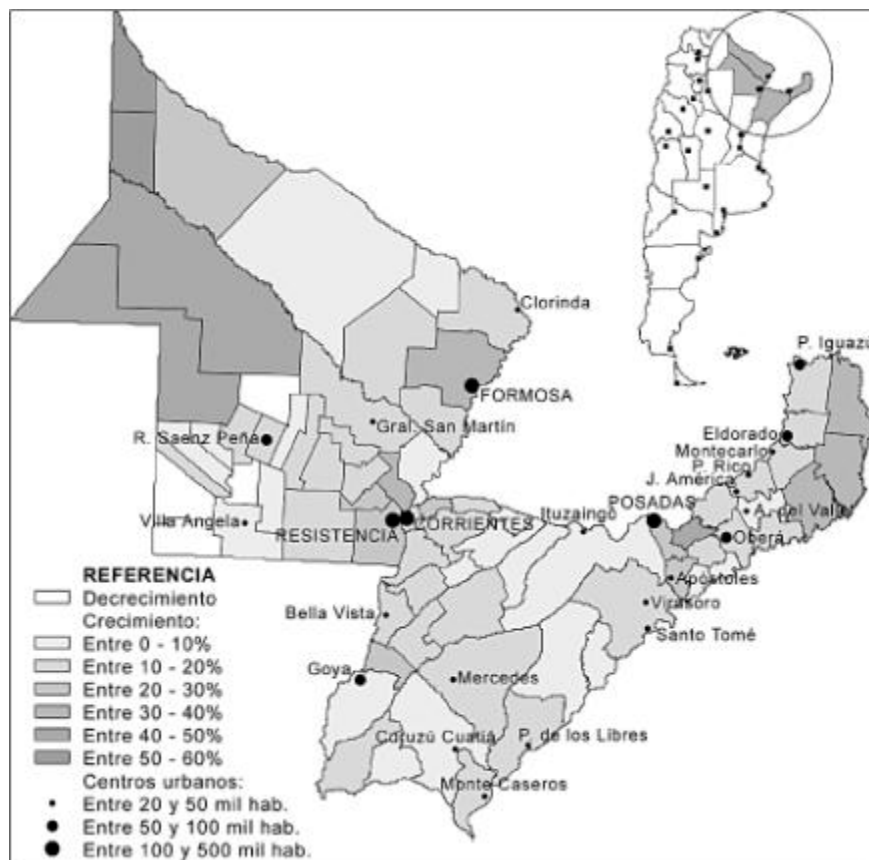 P. Iguazú
Clorinda
FORMOSA
Eldorado
Gral. San Martín
R. Saenz Peña
Montecarlo
P. Rico
J. América
POSADAS
A. del Valle
Ituzaingó
Villa Angela
RESISTENCIA
CORRIENTES
Oberá
Apostoles
Virasoro
Bella Vista
Santo Tomé
Goya
Mercedes
P. de los Libres
Curuzú Cuatiá
Monte Caseros
REFERENCIA
Decrecimiento
Crecimiento:
Entre 0 - 10%
Entre 10 - 20%
Entre 20 - 30%
Entre 30 - 40%
Entre 40 - 50%
Entre 50 - 60%
Centros urbanos:
Entre 20 y 50 mil hab.
Entre 50 y 100 mil hab.
Entre 100 y 500 mil hab.